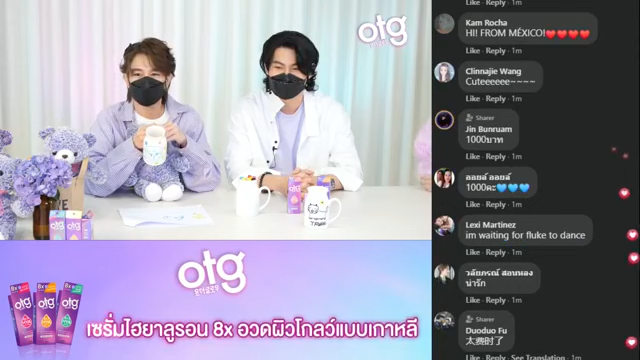 otg
Kam Rocha
HI! FROM MÉXICO!❤❤❤❤
Like · Reply · 1m
Clinnajie Wang
Cuteeeeee~~~~
Like · Reply · 1m
Sharer
Jin Bunruam
1000บาท
Like · Reply · 1m
ออยล์ ออยล์
1000คะ💙💙💙
Like · Reply · 1m
Lexi Martinez
im waiting for fluke to dance
Like · Reply · 1m
วลัยภรณ์ สอนหลง
น่ารัก
Like · Reply · 1m
Sharer
Duoduo Fu
太费时了
Like · Reply · See Translation · 1m
otg
8x 8x 8x
เซรั่มไฮยาลูรอน 8x อวดผิวโกลว์แบบเกาหลี